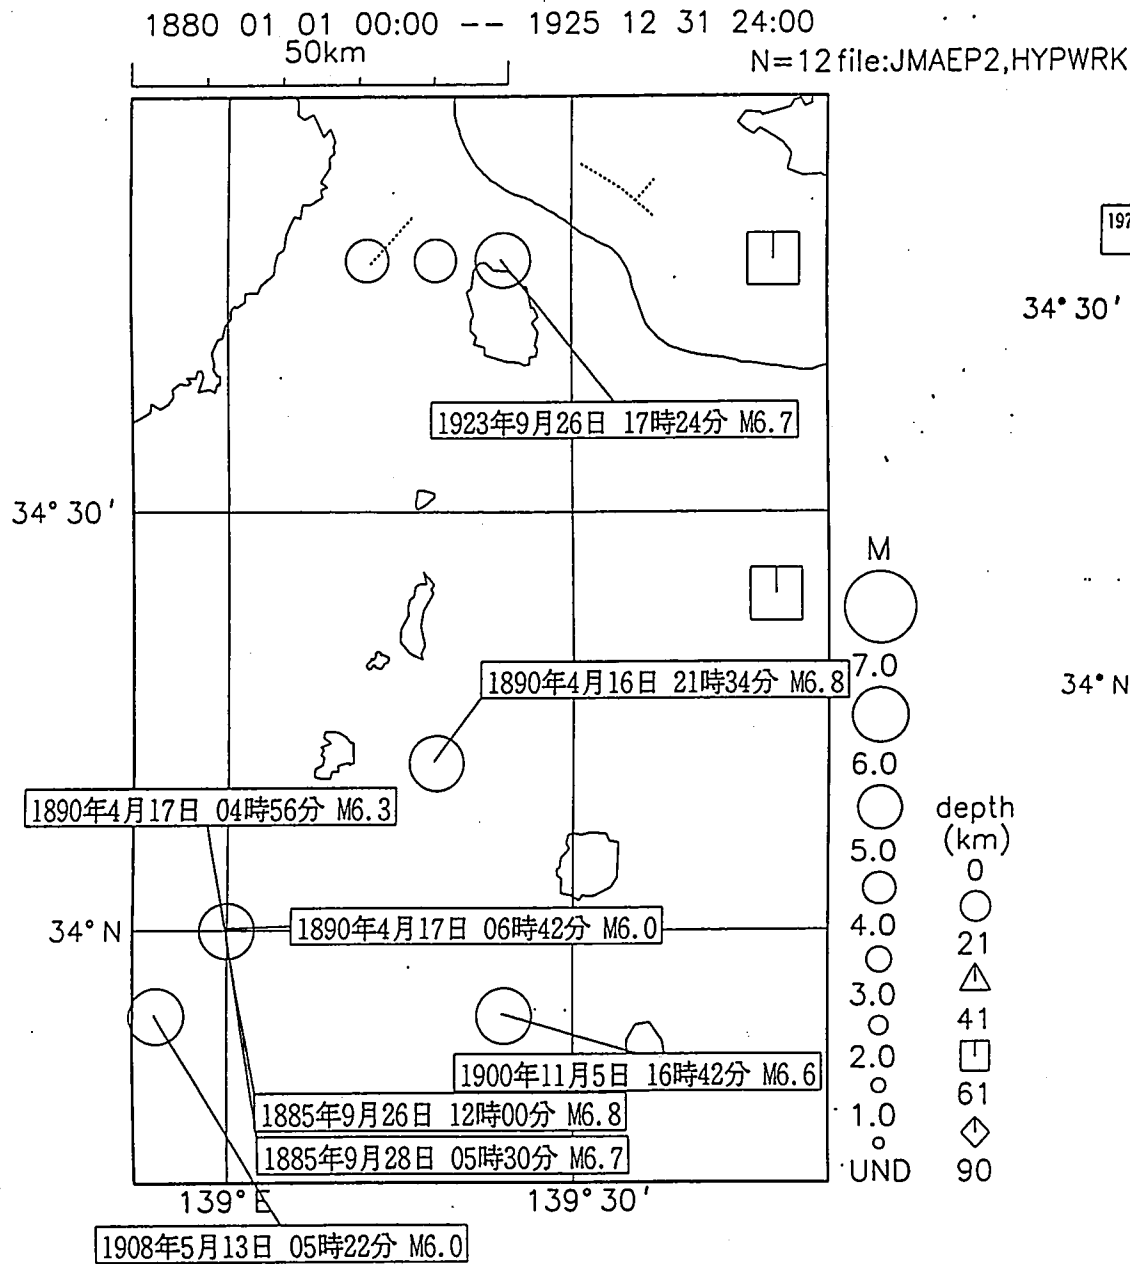 1880 01 01 00:00 -- 1925 12 31 24:00
50km
N=12 file:JMAEP2,HYPWRK
34°30'
1923年9月26日 17時24分 M6.7
34°30'
M
7.0
34°N
1890年4月16日 21時34分 M6.8
6.0
1890年4月17日 04時56分 M6.3
depth
(km)
5.0
0
1890年4月17日 06時42分 M6.0
34°N
4.0
21
3.0
41
2.0
1900年11月5日 16時42分 M6.6
61
1885年9月26日 12時00分 M6.8
1.0
1885年9月28日 05時30分 M6.7
UND
90
139°E
139°30'
1908年5月13日 05時22分 M6.0